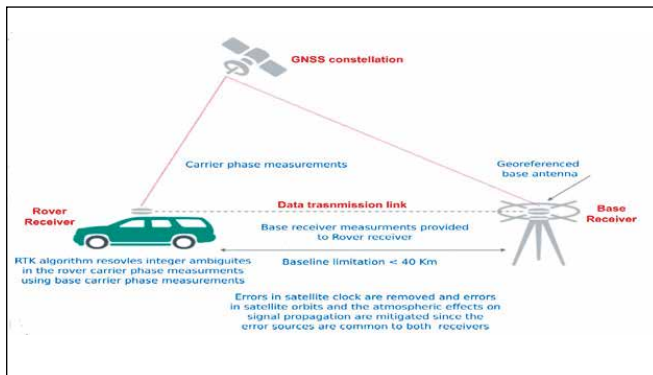 GNSS constellation
Carrier phase measurements
Georefrenced
base antenna
Rover
Receiver
Data trasnmission link
Base
Receiver
Base receiver measurments provided
to Rover receiver
RTK algorithm resovles integer ambiguites
in the rover carrier phase measurments
using base carrier phase measurements
Baseline limitation < 40 Km
Errors in satellite clock are removed and errors
in satellite orbits and the atmospheric effects on
signal propagation are mitigated since the
error sources are common to both receivers